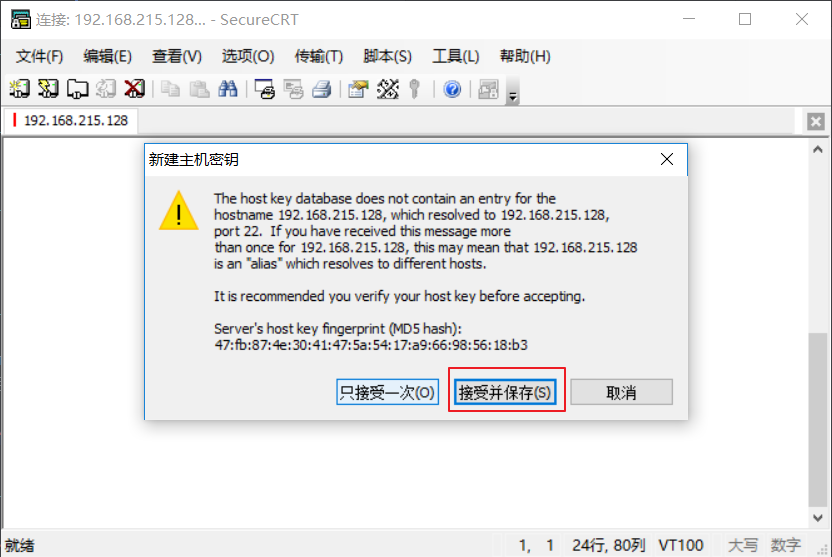 连接: 192.168.215.128... - SecureCRT
文件(F) 编辑(E) 查看(V) 选项(O) 传输(T) 脚本(S) 工具(L) 帮助(H)
192.168.215.128
新建主机密钥
The host key database does not contain an entry for the
hostname 192.168.215.128, which resolved to 192.168.215.128,
port 22.  If you have received this message more
than once for 192.168.215.128, this may mean that 192.168.215.128
is an "alias" which resolves to different hosts.
It is recommended you verify your host key before accepting.
Server's host key fingerprint (MD5 hash):
47:fb:87:4e:30:41:47:5a:54:17:a9:66:98:56:18:b3
只接受一次(O) 接受并保存(S) 取消
就绪 1, 1 24行, 80列 VT100 大写 数字